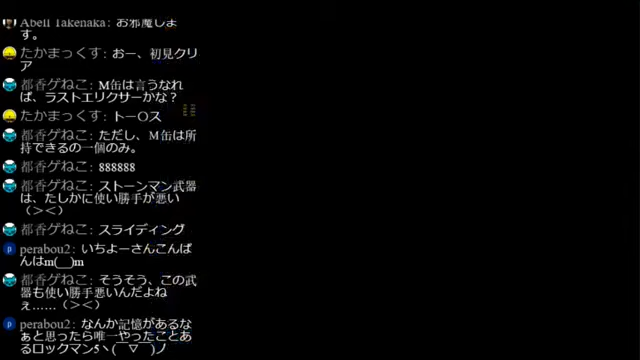 Abell Takenaka: お邪魔しま
す。
たかまっくす: おー、初見クリ
ア
都香ゲねこ: M缶は言うなれ
ば、ラストエリクサーかな？
たかまっくす: トーOス
都香ゲねこ: ただし、M缶は所
持できるの一個のみ。
都香ゲねこ: 888888
都香ゲねこ: ストーンマン武器
は、たしかに使い勝手が悪い
（＞＜）
都香ゲねこ: スライディング
perabou2: いちよーさんこんば
んはm(__)m
都香ゲねこ: そうそう、この武
器も使い勝手悪いんだよね
ぇ……（＞＜）
perabou2: なんか記憶があるな
ぁと思ったら唯一やったことあ
るロックマン5ヽ(￣▽￣)ノ